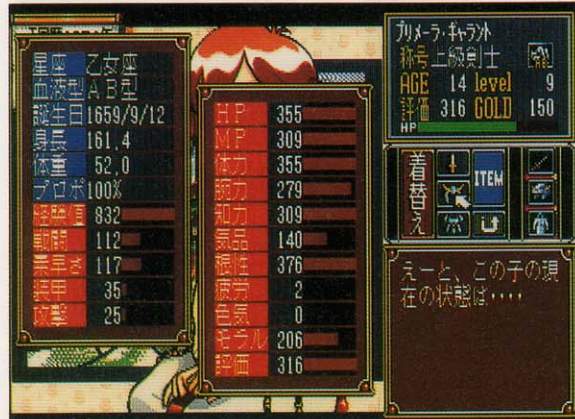 星座 乙女座
血液型 AB型
誕生日 1659/9/12
身長 161.4
体重 52.0
プロポ 100%
経験値 832
戦闘 112
素早さ 117
装甲 35
攻撃 25
HP 355
MP 309
体力 355
筋力 279
知力 309
気品 140
根性 376
疲労 2
色気 0
モラル 206
評価 316
プリメーラ・ギャラント
称号 上級剣士
AGE 14 level 9
評価 316 GOLD 150
HP
着替え
ITEM
えーと、この子の現
在の状態は・・・・